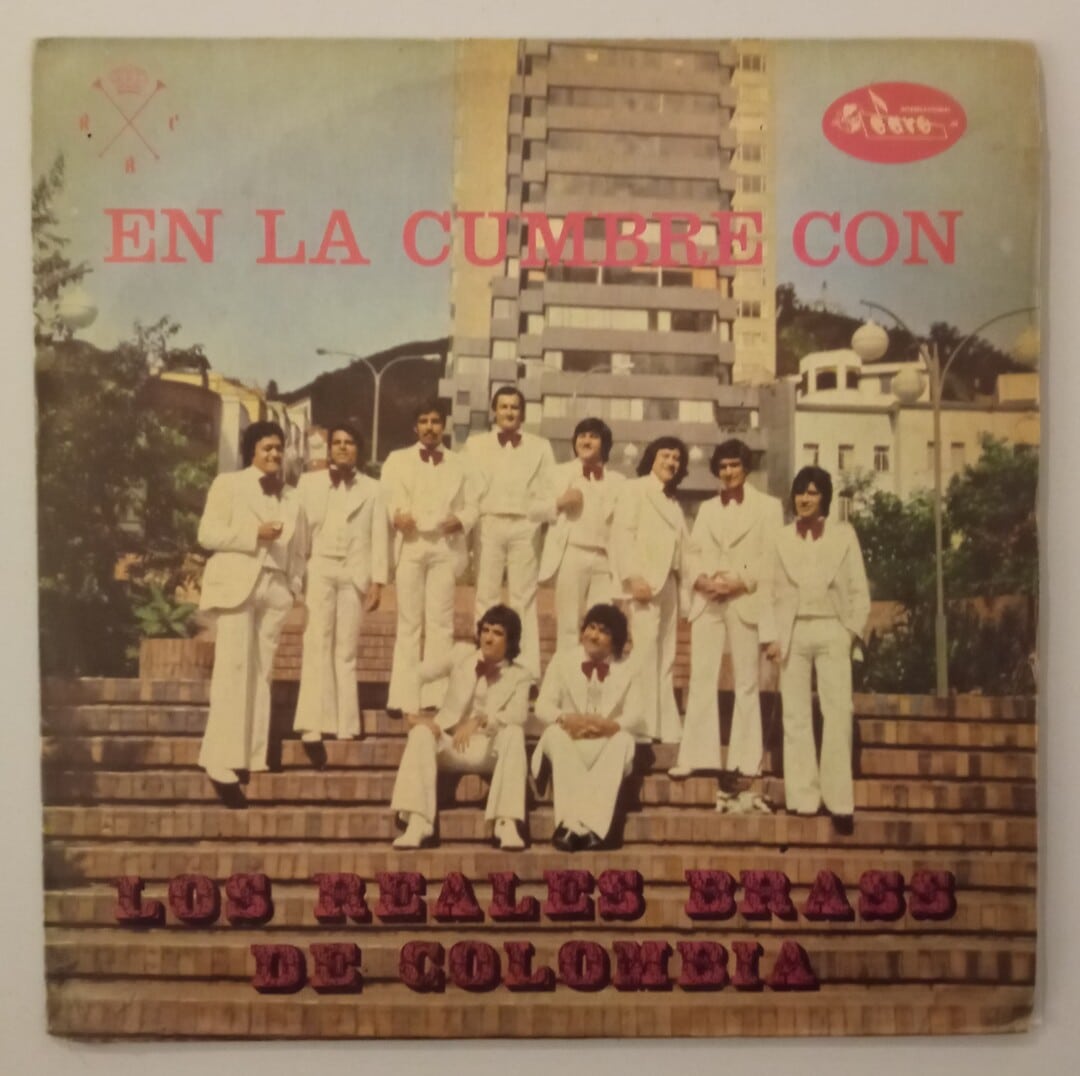 R C
R
EN LA CUMBRE CON
LOS REALES BRASS
DE COLOMBIA